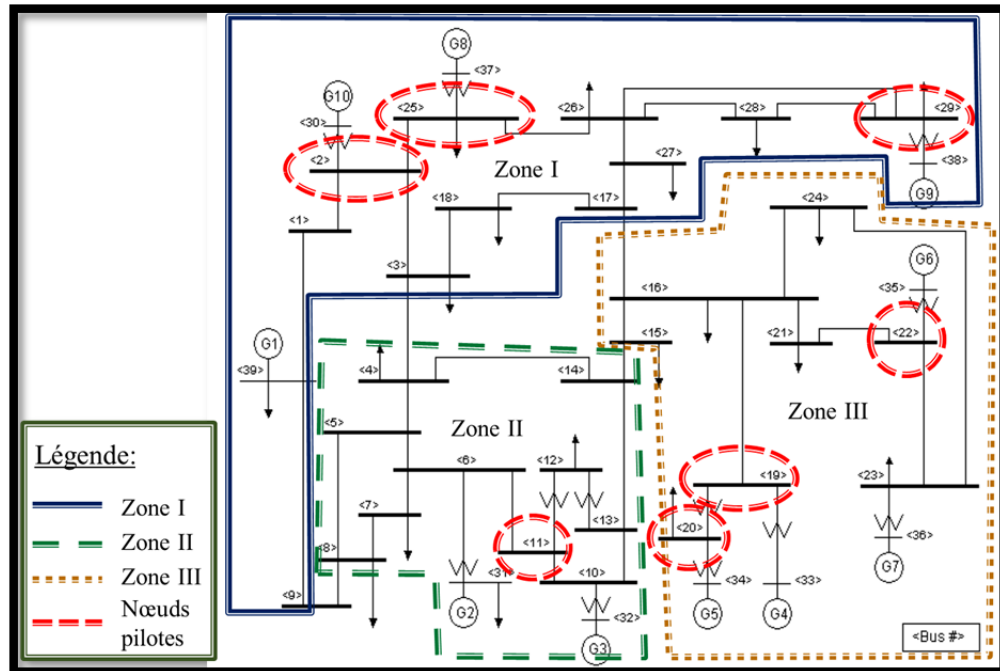 G8
<37>
G10
<25>
<26>
<28>
<29>
<30>
<2>
Zone I
<27>
<38>
G9
<18>
<17>
<24>
<1>
G6
<3>
<16>
<35>
G1
<15>
<21>
<22>
<39>
<4>
<14>
Zone III
<5>
Zone II
<6>
<12>
<19>
<23>
<7>
<13>
<20>
<11>
<36>
<8>
<10>
G7
<31>
<34>
<33>
<9>
G2
<32>
G5
G4
G3
<Bus #>
Légende:
Zone I
Zone II
Zone III
Nœuds
pilotes